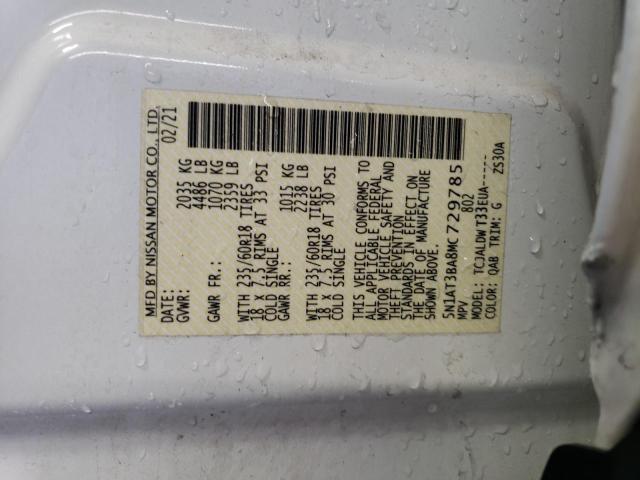 MFD BY NISSAN MOTOR CO., LTD.
DATE: 02/21
GVWR: 2035 KG
4486 LB
GAWR FR.: 1070 KG
2359 LB
WITH 235/60R18 TIRES
18 X 7.5 RIMS AT 33 PSI
COLD SINGLE
GAWR RR.: 1015 KG
2238 LB
WITH 235/60R18 TIRES
18 X 7.5 RIMS AT 30 PSI
COLD SINGLE
THIS VEHICLE CONFORMS TO
ALL APPLICABLE FEDERAL
MOTOR VEHICLE SAFETY AND
THEFT PREVENTION
STANDARDS IN EFFECT ON
THE DATE OF MANUFACTURE
SHOWN ABOVE.
5N1AT3BA8MC729785
MPV 802
MODEL: TCJALDWT33EUA-----
COLOR: QAB TRIM: G ZS30A